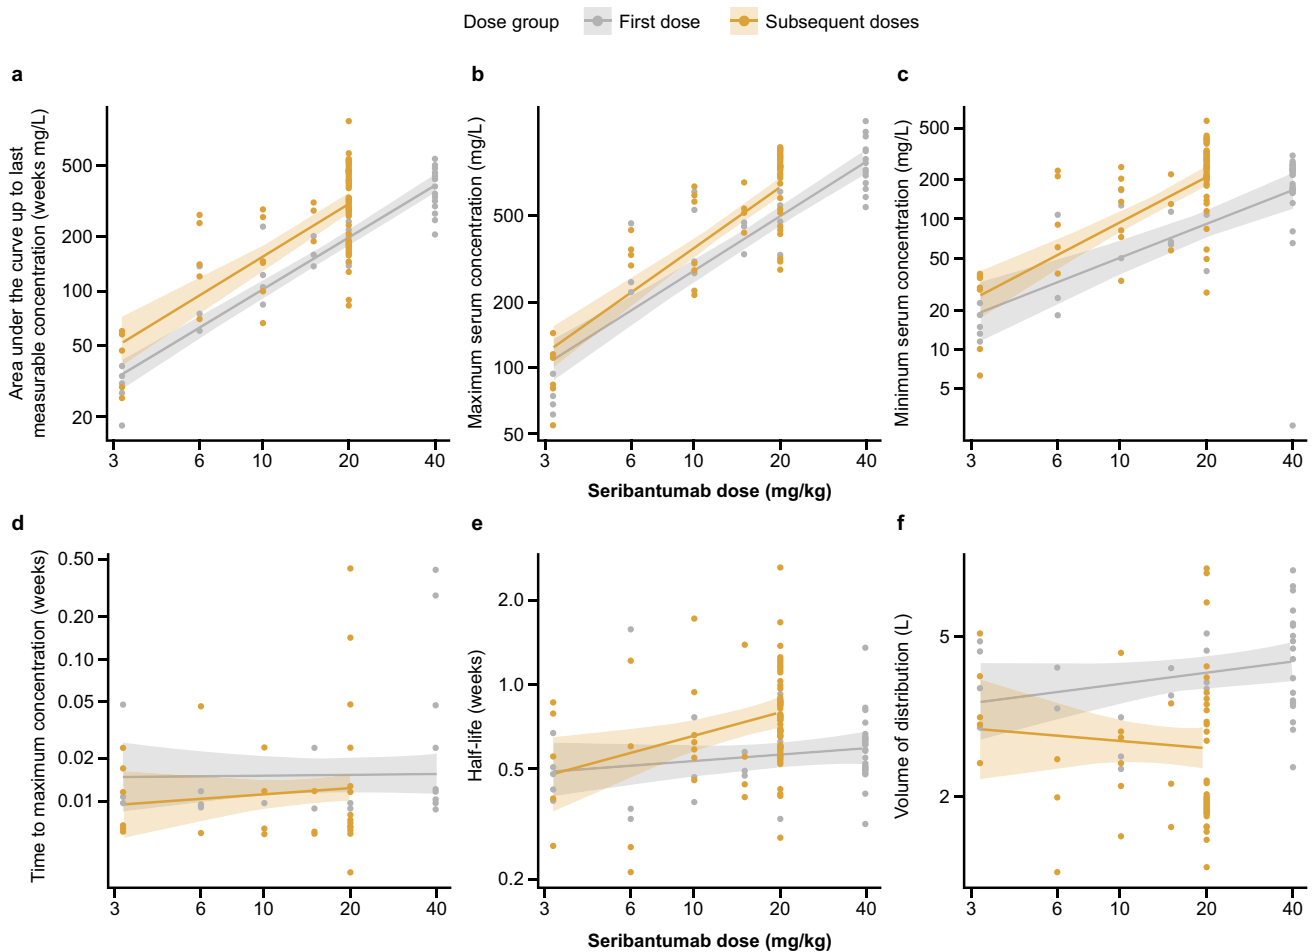 Dose group First dose Subsequent doses
a
Area under the curve up to last
measurable concentration (weeks mg/L)
500
200
100
50
20
3 6 10 20 40
b
Maximum serum concentration (mg/L)
500
200
100
50
3 6 10 20 40
c
Minimum serum concentration (mg/L)
500
200
100
50
20
10
5
3 6 10 20 40
Seribantumab dose (mg/kg)
d
Time to maximum concentration (weeks)
0.50
0.20
0.10
0.05
0.02
0.01
3 6 10 20 40
e
Half-life (weeks)
2.0
1.0
0.5
0.2
3 6 10 20 40
f
Volume of distribution (L)
5
2
3 6 10 20 40
Seribantumab dose (mg/kg)